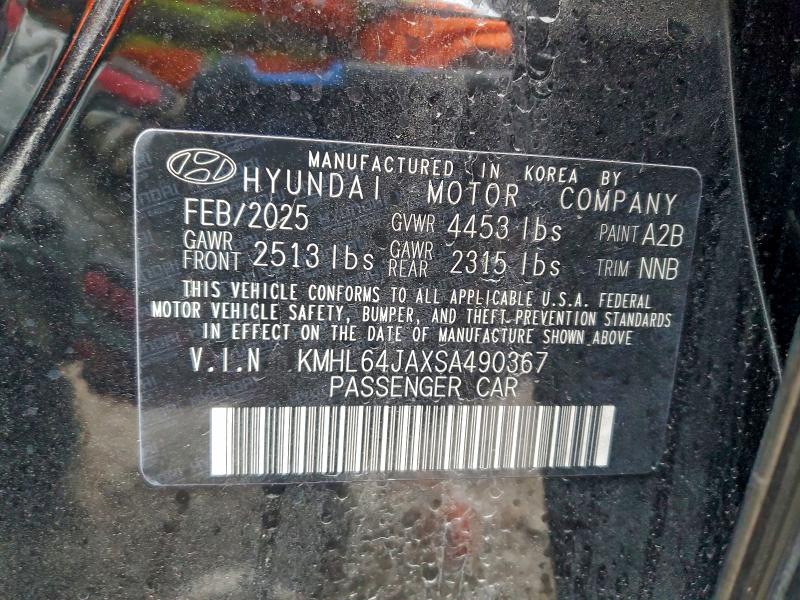 MANUFACTURED IN KOREA BY
HYUNDAI MOTOR COMPANY
FEB/2025 GVWR 4453 lbs PAINT A2B
GAWR FRONT 2513 lbs GAWR REAR 2315 lbs TRIM NNB
THIS VEHICLE CONFORMS TO ALL APPLICABLE U.S.A. FEDERAL
MOTOR VEHICLE SAFETY, BUMPER, AND THEFT PREVENTION STANDARDS
IN EFFECT ON THE DATE OF MANUFACTURE SHOWN ABOVE
V.I.N KMHL64JAXSA490367
PASSENGER CAR